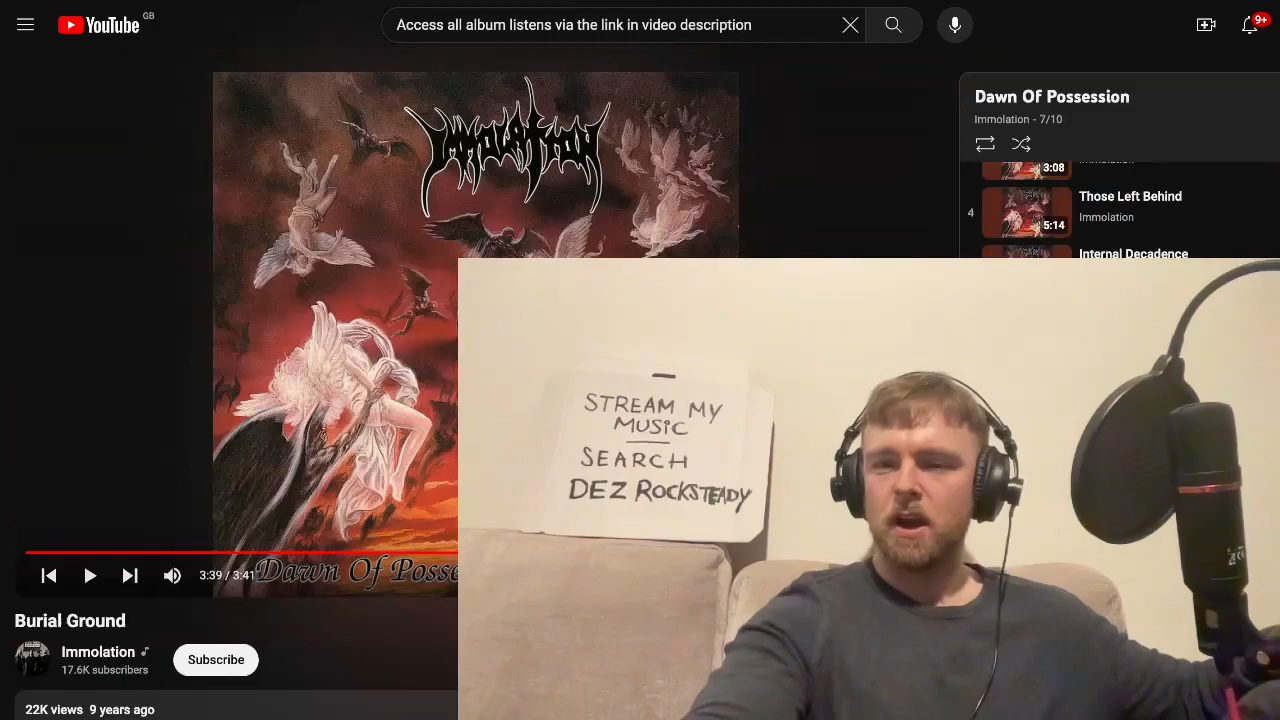 YouTube
GB
Access all album listens via the link in video description
9+
IMMOLATION
Dawn Of Possession
Immolation - 7/10
3:08
4
Those Left Behind
5:14
Immolation
Internal Decadence
STREAM MY
MUSIC
SEARCH
DEZ ROCKSTEADY
3:39 / 3:41
Dawn Of Posse
Burial Ground
Immolation
17.6K subscribers
Subscribe
22K views 9 years ago